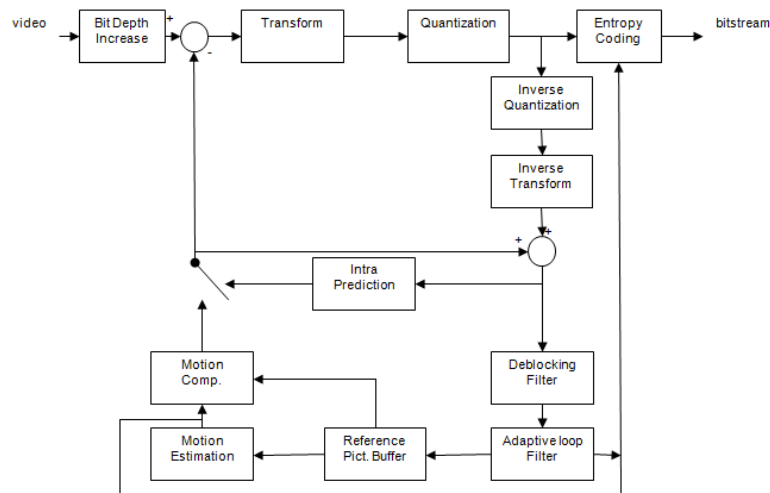 video
Bit Depth
Increase
+
-
Transform
Quantization
Entropy
Coding
bitstream
Inverse
Quantization
Inverse
Transform
+
+
Intra
Prediction
Motion
Comp.
Deblocking
Filter
Motion
Estimation
Reference
Pict. Buffer
Adaptive loop
Filter